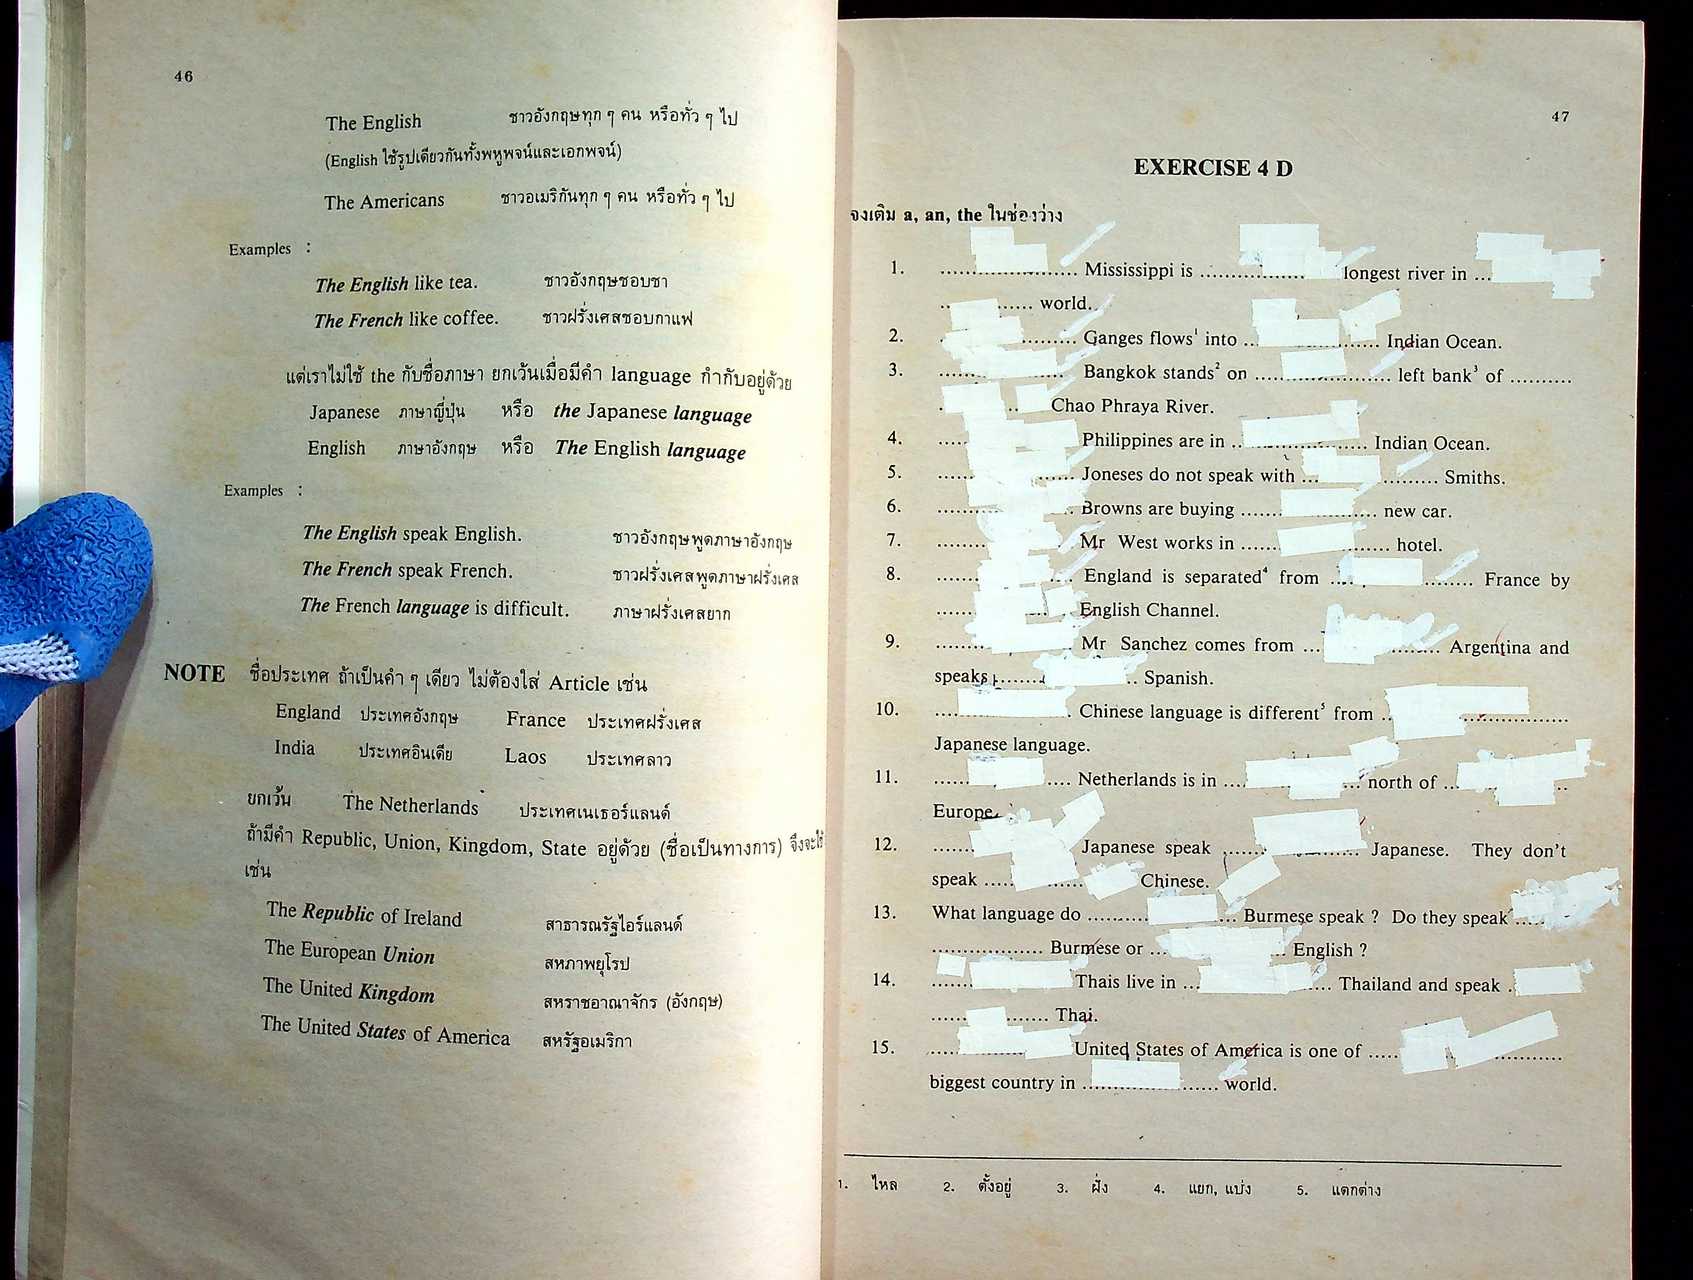 46
The English ชาวอังกฤษทุก ๆ คน หรือทั่ว ๆ ไป
(English ใช้รูปเดียวกันทั้งพหูพจน์และเอกพจน์)
The Americans ชาวอเมริกันทุก ๆ คน หรือทั่ว ๆ ไป
Examples :
The English like tea. ชาวอังกฤษชอบชา
The French like coffee. ชาวฝรั่งเศสชอบกาแฟ
แต่เราไม่ใช้ the กับชื่อภาษา ยกเว้นเมื่อมีคำ language กำกับอยู่ด้วย
Japanese ภาษาญี่ปุ่น หรือ the Japanese language
English ภาษาอังกฤษ หรือ The English language
Examples :
The English speak English. ชาวอังกฤษพูดภาษาอังกฤษ
The French speak French. ชาวฝรั่งเศสพูดภาษาฝรั่งเศส
The French language is difficult. ภาษาฝรั่งเศสยาก
NOTE ชื่อประเทศ ถ้าเป็นคำ ๆ เดียว ไม่ต้องใส่ Article เช่น
England ประเทศอังกฤษ France ประเทศฝรั่งเศส
India ประเทศอินเดีย Laos ประเทศลาว
ยกเว้น The Netherlands ประเทศเนเธอร์แลนด์
ถ้ามีคำ Republic, Union, Kingdom, State อยู่ด้วย (ชื่อเป็นทางการ) จึงจะใช้
เช่น
The Republic of Ireland สาธารณรัฐไอร์แลนด์
The European Union สหภาพยุโรป
The United Kingdom สหราชอาณาจักร (อังกฤษ)
The United States of America สหรัฐอเมริกา
47
EXERCISE 4 D
จงเติม a, an, the ในช่องว่าง
1. .................... Mississippi is .................... longest river in ...
.................... world.
2. .................... Ganges flows¹ into .................... Indian Ocean.
3. .................... Bangkok stands² on .................... left bank³ of ..........
.................... Chao Phraya River.
4. .................... Philippines are in .................... Indian Ocean.
5. .................... Joneses do not speak with .................... Smiths.
6. .................... Browns are buying .................... new car.
7. .................... Mr West works in .................... hotel.
8. .................... England is separated⁴ from .................... France by
.................... English Channel.
9. .................... Mr Sanchez comes from .................... Argentina and
speaks .................... Spanish.
10. .................... Chinese language is different⁵ from ....................
Japanese language.
11. .................... Netherlands is in .................... north of ....................
Europe.
12. .................... Japanese speak .................... Japanese. They don't
speak .................... Chinese.
13. What language do .................... Burmese speak ? Do they speak ......
.................... Burmese or .................... English ?
14. .................... Thais live in .................... Thailand and speak .
.................... Thai.
15. .................... United States of America is one of ....................
biggest country in .................... world.
1. ไหล 2. ตั้งอยู่ 3. ฝั่ง 4. แยก, แบ่ง 5. แตกต่าง